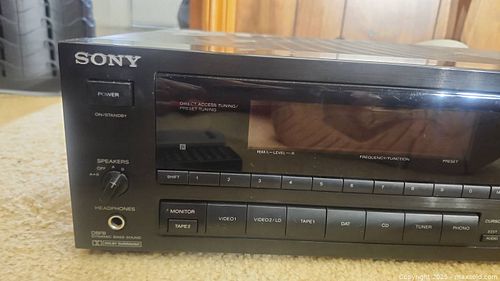 SONY
POWER
ON/STANDBY
DIRECT ACCESS TUNING/
PRESET TUNING
REAR L—LEVEL—R
FREQUENCY/FUNCTION
PRESET
SPEAKERS
A
B
A+B
SHIFT 1 2 3 4 5 6 7 8 9 0
HEADPHONES
MONITOR
TAPE2
VIDEO1
VIDEO2/LD
TAPE1
DAT
CD
TUNER
PHONO
AUDIO
DBFB
DYNAMIC BASS SOUND
DOLBY SURROUND
Copyright 2025 - maxsold.com